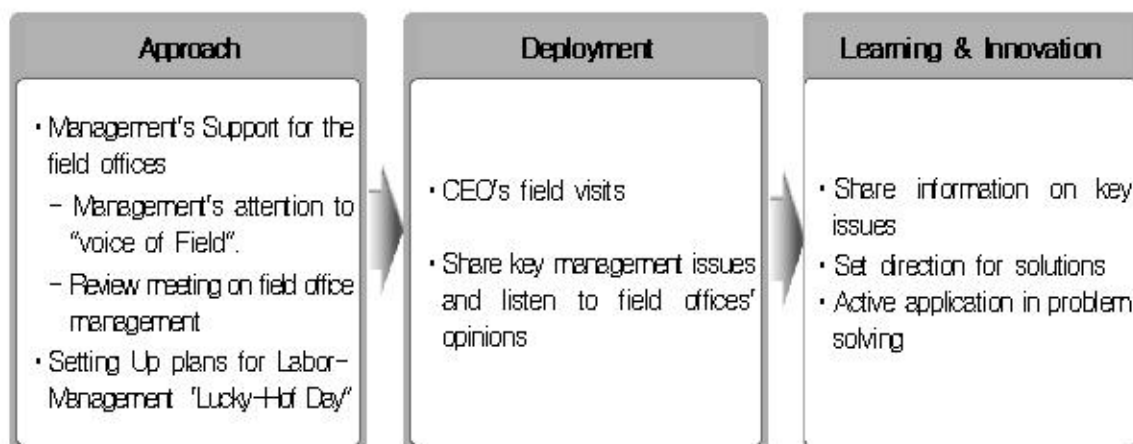 Approach
· Management's Support for the
field offices
- Management's attention to
"voice of Field".
- Review meeting on field office
management
· Setting Up plans for Labor-
Management "Lucky-Hof Day"
Deployment
· CEO's field visits
· Share key management issues
and listen to field offices'
opinions
Learning & Innovation
· Share information on key
issues
· Set direction for solutions
· Active application in problem
solving